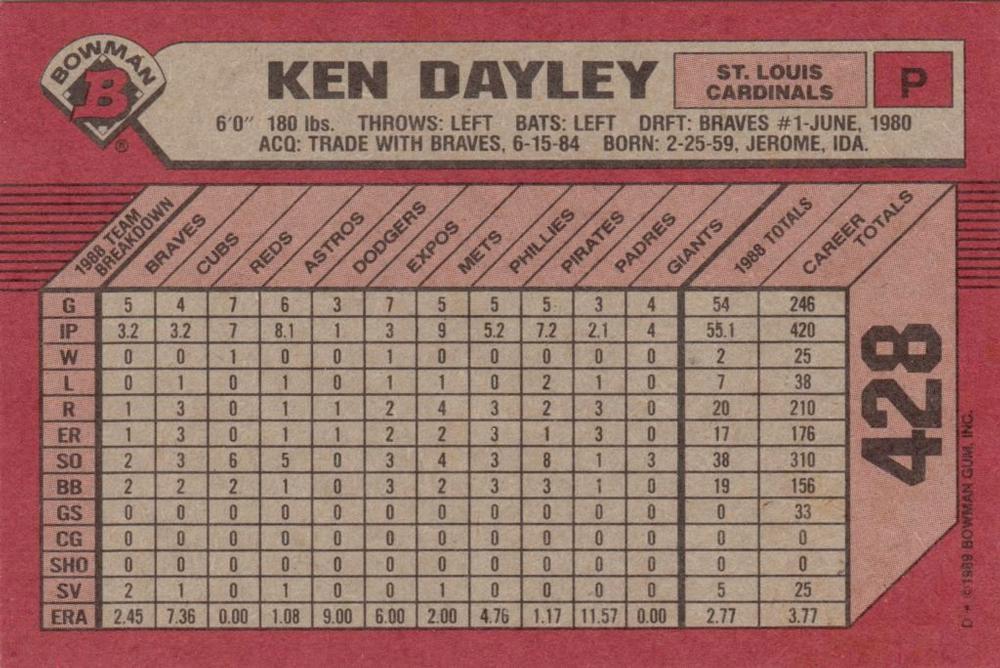 BOWMAN
B
®
KEN DAYLEY
ST. LOUIS
CARDINALS
P
6'0" 180 lbs. THROWS: LEFT BATS: LEFT DRFT: BRAVES #1-JUNE, 1980
ACQ: TRADE WITH BRAVES, 6-15-84 BORN: 2-25-59, JEROME, IDA.
1988 TEAM BREAKDOWN BRAVES CUBS REDS ASTROS DODGERS EXPOS METS PHILLIES PIRATES PADRES GIANTS 1988 TOTALS CAREER TOTALS
G 5 4 7 6 3 7 5 5 5 3 4 54 246
IP 3.2 3.2 7 8.1 1 3 9 5.2 7.2 2.1 4 55.1 420
W 0 0 1 0 0 1 0 0 0 0 0 2 25
L 0 1 0 1 0 1 1 0 2 1 0 7 38
R 1 3 0 1 1 2 4 3 2 3 0 20 210
ER 1 3 0 1 1 2 2 3 1 3 0 17 176
SO 2 3 6 5 0 3 4 3 8 1 3 38 310
BB 2 2 2 1 0 3 2 3 3 1 0 19 156
GS 0 0 0 0 0 0 0 0 0 0 0 0 33
CG 0 0 0 0 0 0 0 0 0 0 0 0 0
SHO 0 0 0 0 0 0 0 0 0 0 0 0 0
SV 2 1 0 1 0 0 1 0 0 0 0 5 25
ERA 2.45 7.36 0.00 1.08 9.00 6.00 2.00 4.76 1.17 11.57 0.00 2.77 3.77
428
D* ©1989 BOWMAN GUM, INC.